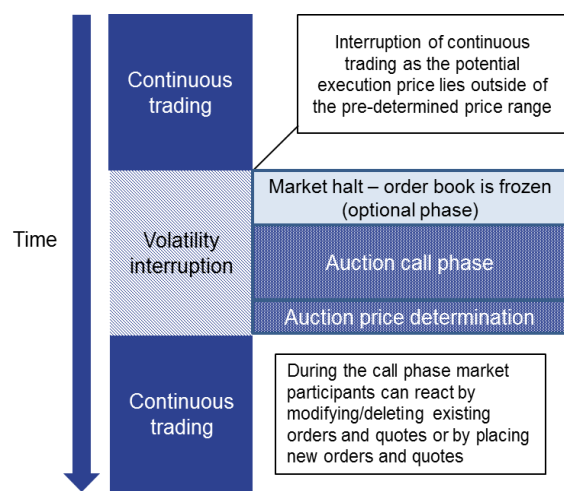 Interruption of continuous
trading as the potential
execution price lies outside of
the pre-determined price range
Continuous
trading
Market halt – order book is frozen
(optional phase)
Time
Volatility
interruption
Auction call phase
Auction price determination
During the call phase market
participants can react by
modifying/deleting existing
orders and quotes or by placing
new orders and quotes
Continuous
trading